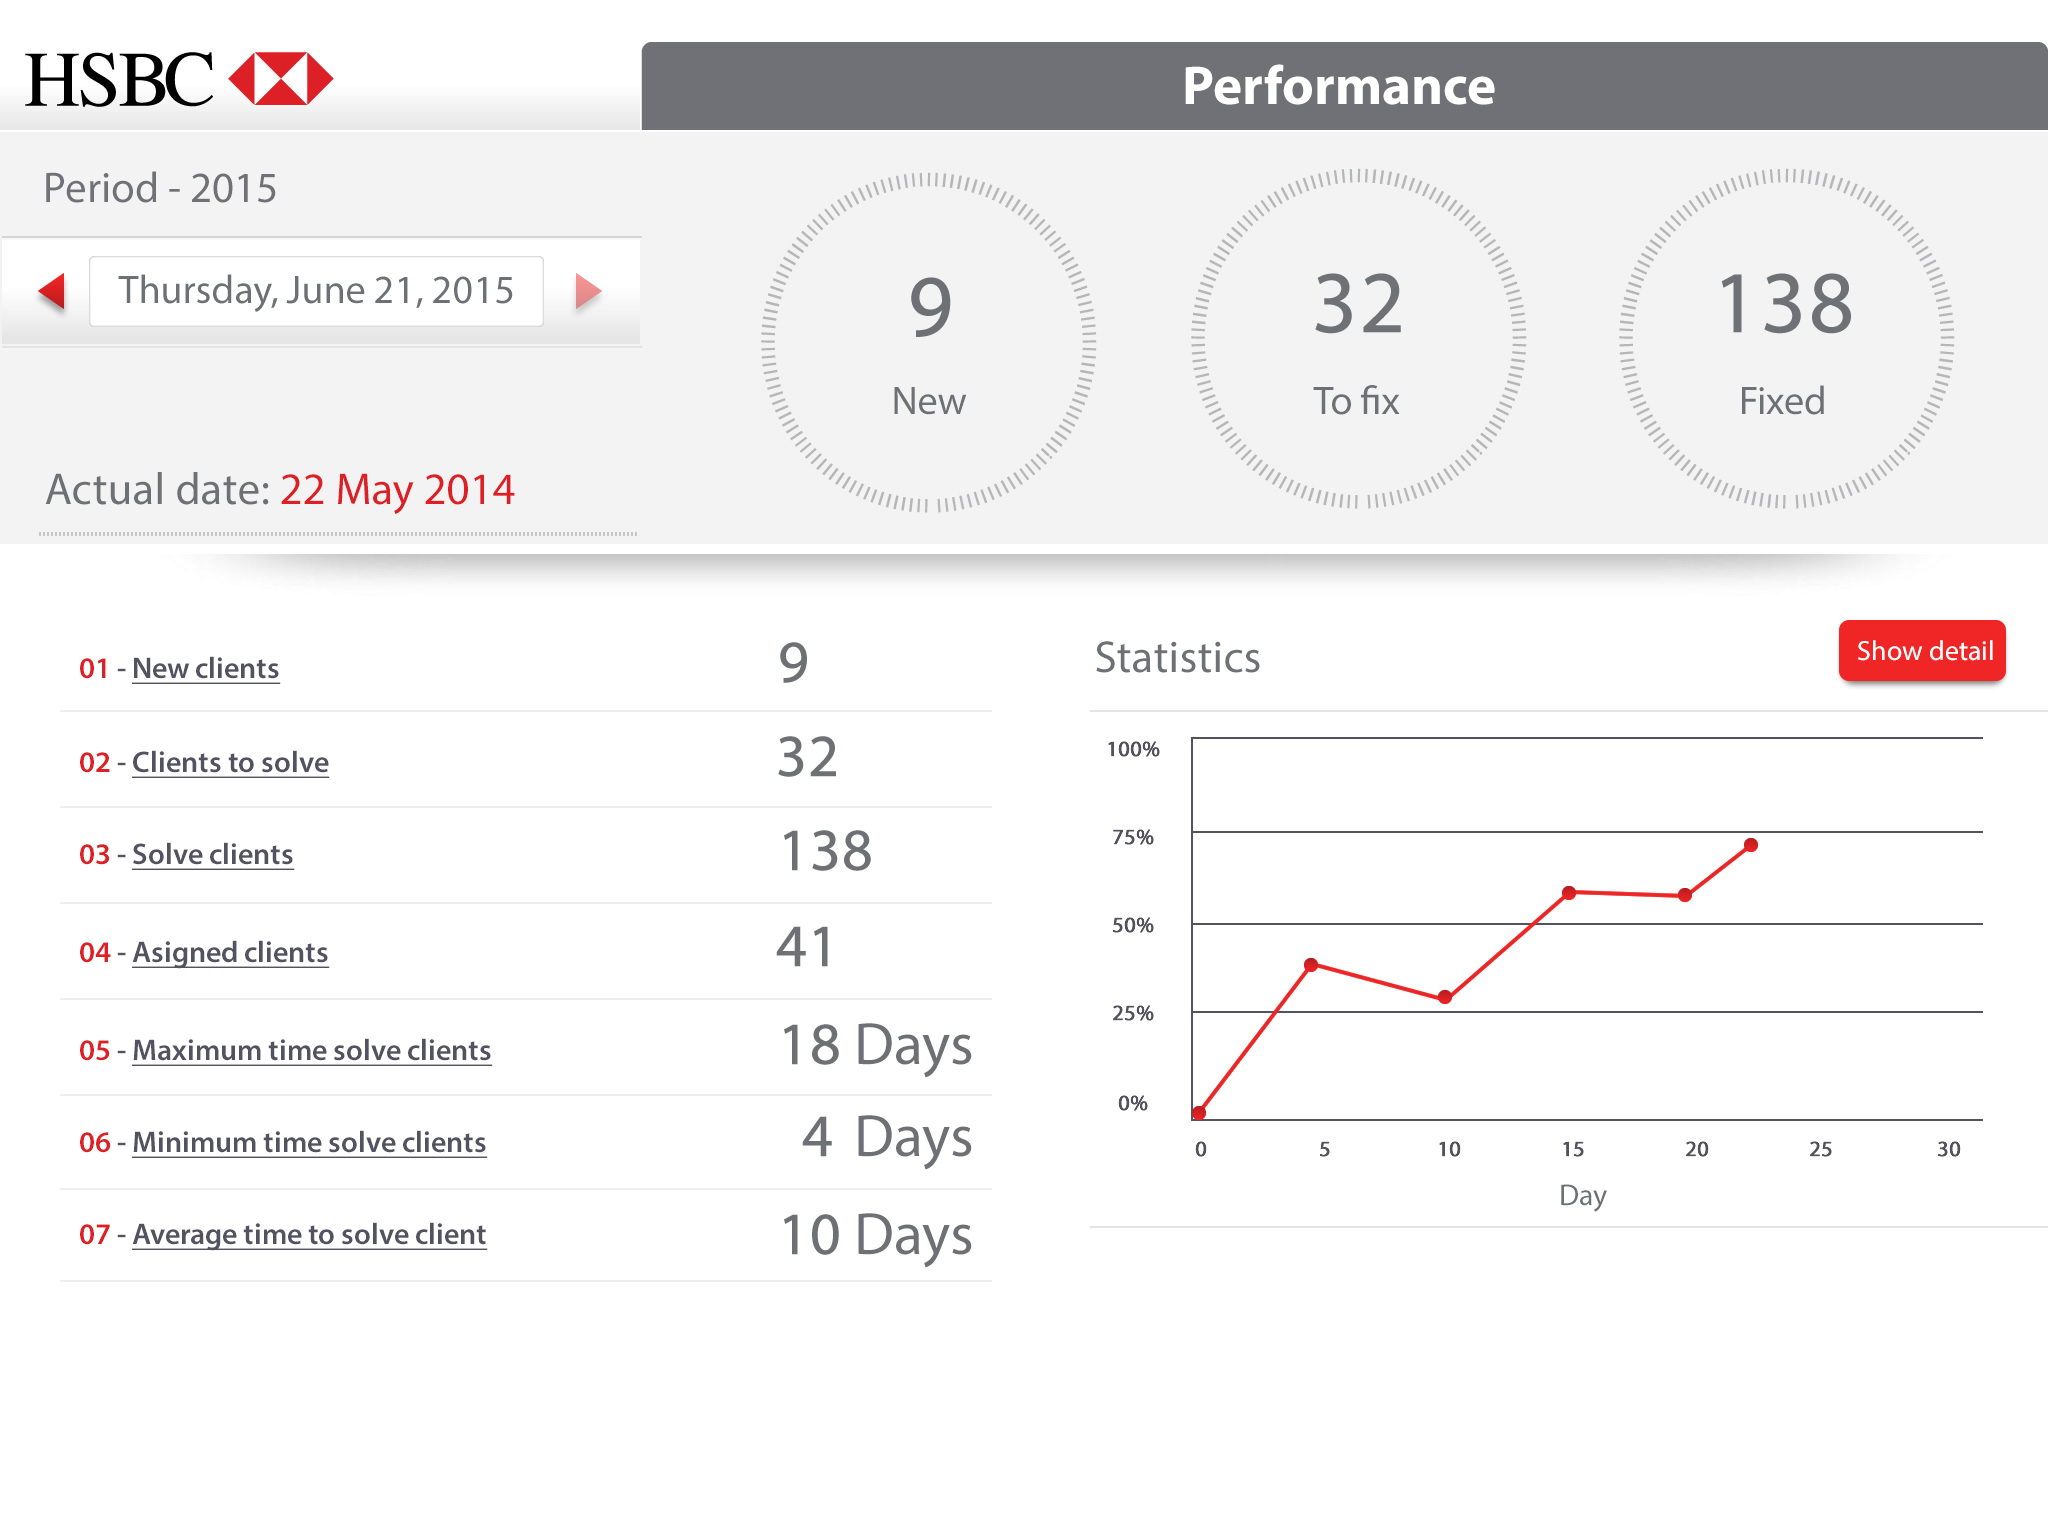 HSBC
Performance
Period - 2015
Thursday, June 21, 2015
Actual date: 22 May 2014
9
New
32
To fix
138
Fixed
01 - New clients 9
02 - Clients to solve 32
03 - Solve clients 138
04 - Asigned clients 41
05 - Maximum time solve clients 18 Days
06 - Minimum time solve clients 4 Days
07 - Average time to solve client 10 Days
Statistics
Show detail
100%
75%
50%
25%
0%
0 5 10 15 20 25 30
Day